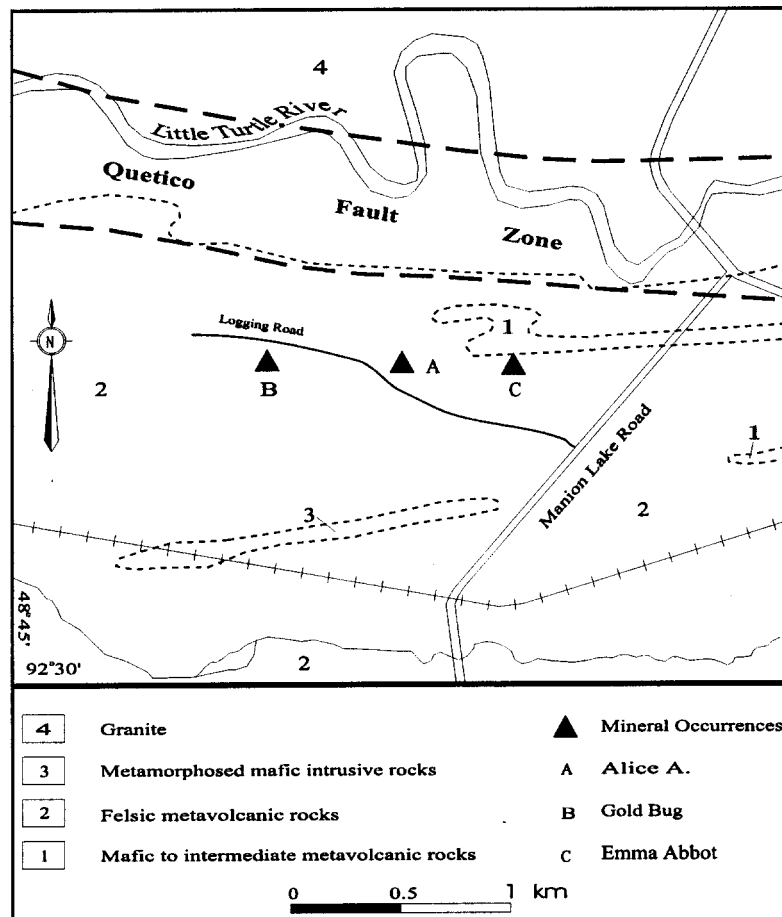 4
Little Turtle River
Quetico
Fault
Zone
Logging Road
1
N
A
2
B
C
1
Manion Lake Road
3
2
48°45'
92°30'
2
4 Granite
3 Metamorphosed mafic intrusive rocks
2 Felsic metavolcanic rocks
1 Mafic to intermediate metavolcanic rocks
▲ Mineral Occurrences
A Alice A.
B Gold Bug
C Emma Abbot
0 0.5 1 km